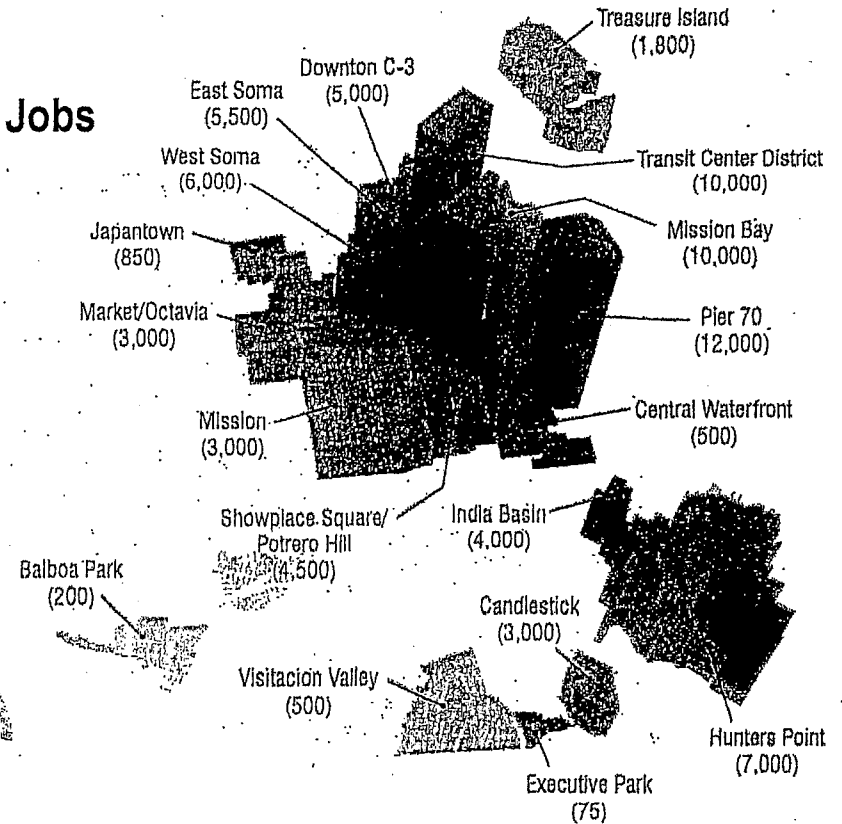 Jobs
Treasure Island
(1,800)
Downton C-3
(5,000)
East Soma
(5,500)
West Soma
(6,000)
Transit Center District
(10,000)
Japantown
(850)
Mission Bay
(10,000)
Market/Octavia
(3,000)
Pier 70
(12,000)
Mission
(3,000)
Central Waterfront
(500)
Showplace Square/
Potrero Hill
(4,500)
India Basin
(4,000)
Balboa Park
(200)
Candlestick
(3,000)
Visitacion Valley
(500)
Hunters Point
(7,000)
Executive Park
(75)